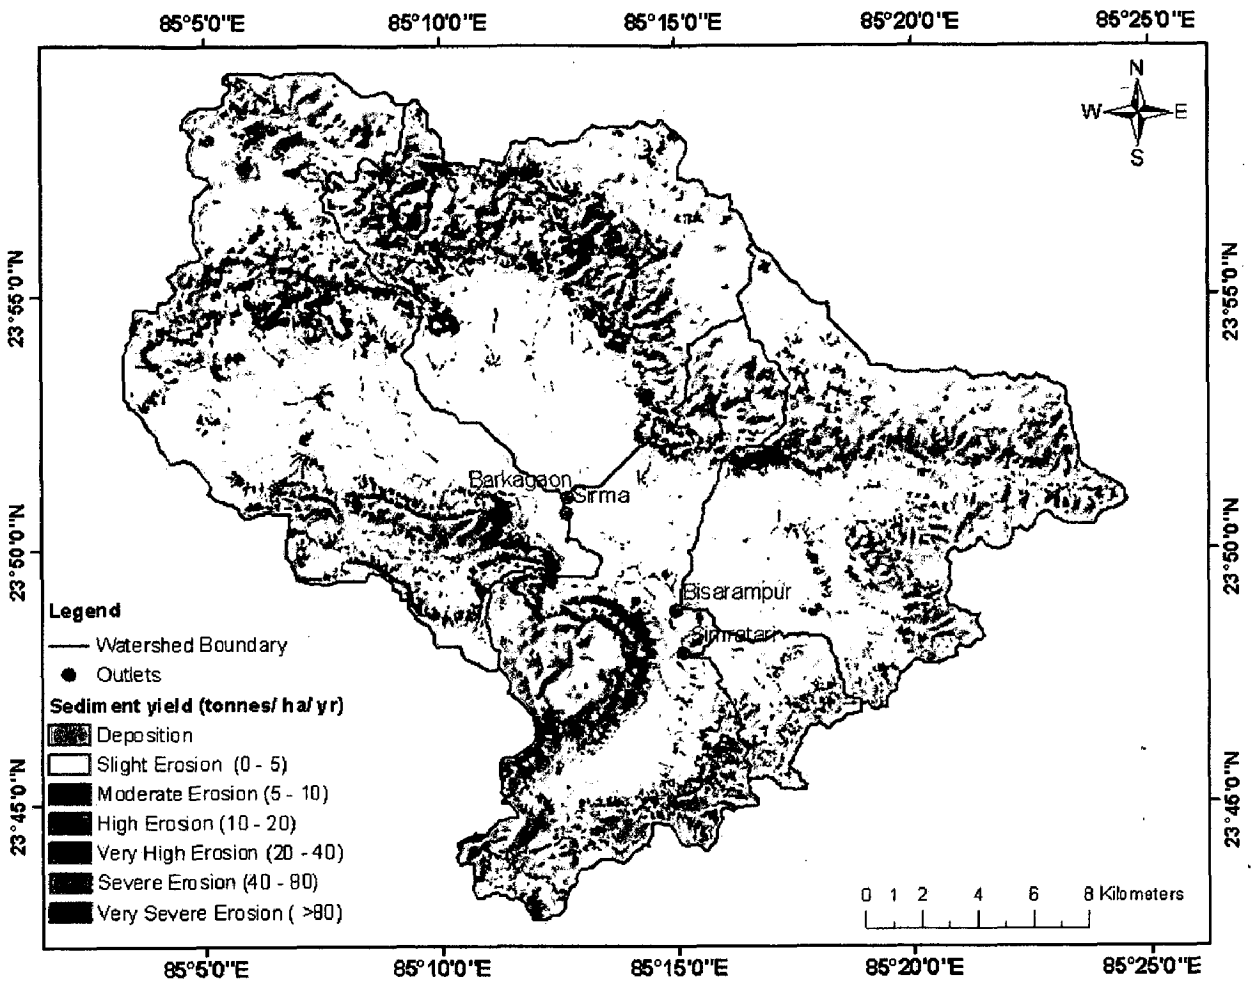 85°5'0"E 85°10'0"E 85°15'0"E 85°20'0"E 85°25'0"E
N
W E
S
23°55'0"N 23°55'0"N
Barkagaon
Sirma
23°50'0"N 23°50'0"N
Bisarampur
Simratari
Legend
Watershed Boundary
Outlets
Sediment yield (tonnes/ ha/ yr)
Deposition
Slight Erosion (0 - 5)
Moderate Erosion (5 - 10)
High Erosion (10 - 20)
Very High Erosion (20 - 40)
Severe Erosion (40 - 80)
Very Severe Erosion ( >80)
23°45'0"N 23°45'0"N
0 1 2 4 6 8 Kilometers
85°5'0"E 85°10'0"E 85°15'0"E 85°20'0"E 85°25'0"E